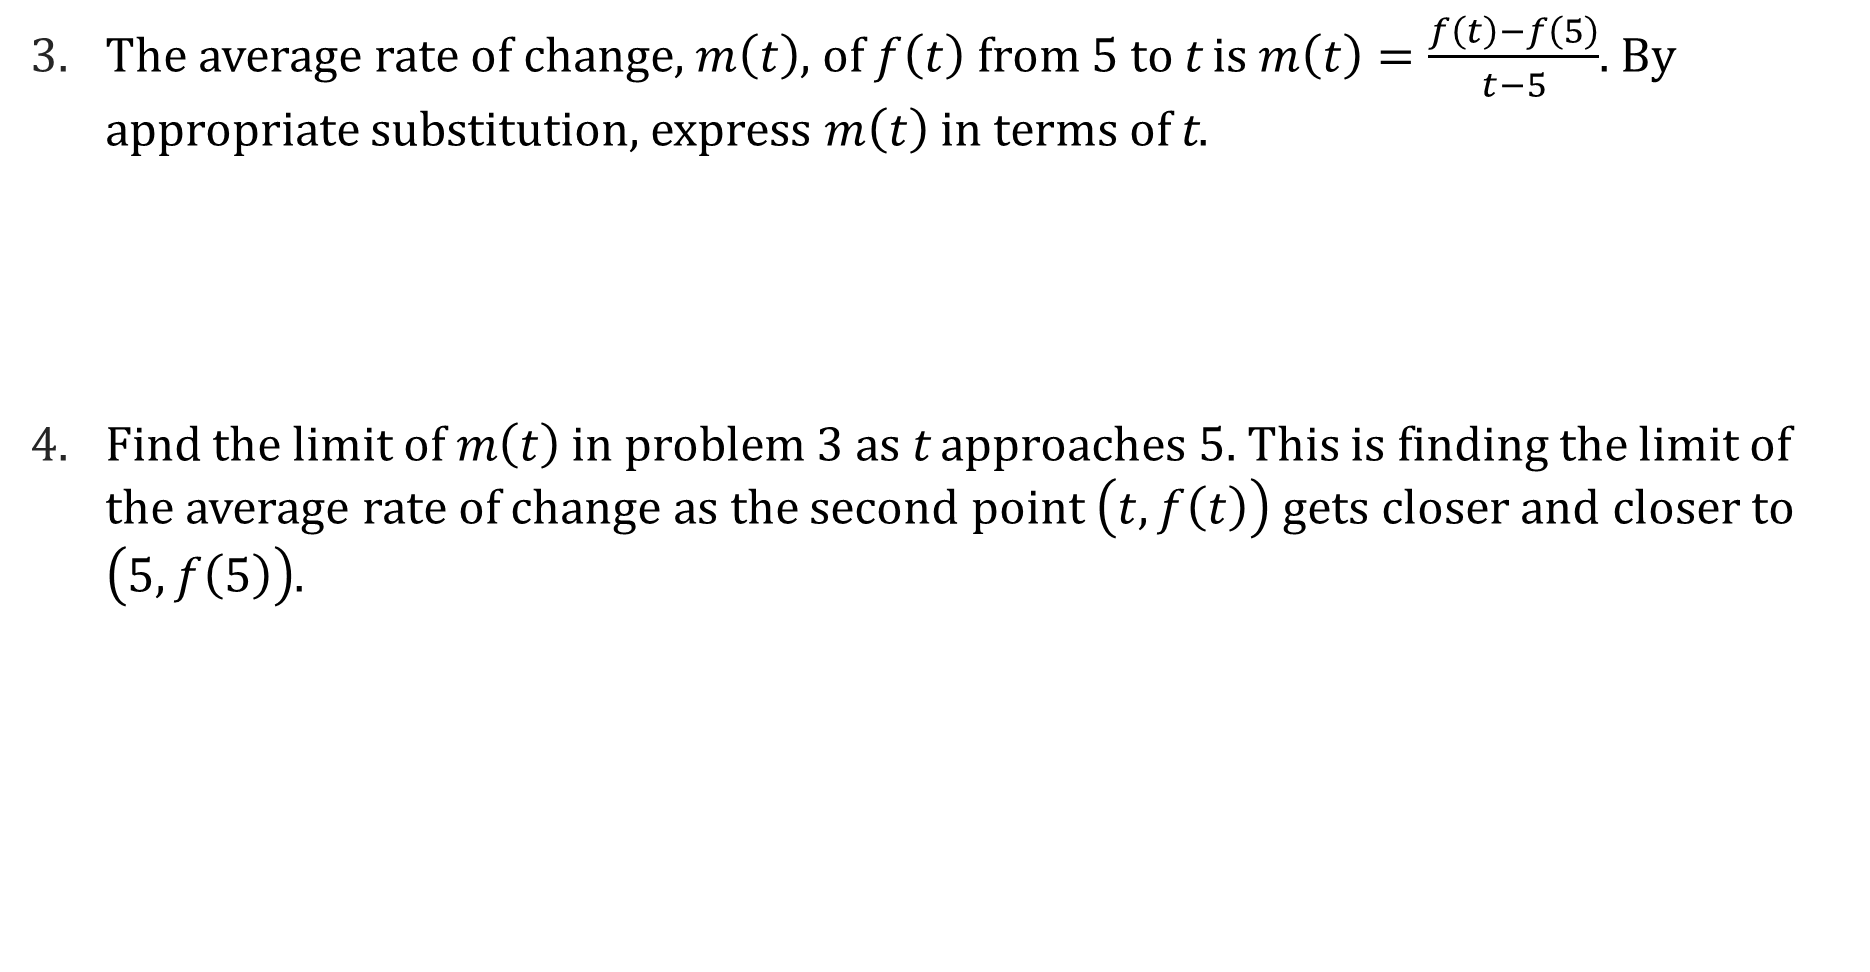 3. The average rate of change, m(t), of f(t) from 5 to t is m(t) = \frac{f(t)-f(5)}{t-5}. By
appropriate substitution, express m(t) in terms of t.
4. Find the limit of m(t) in problem 3 as t approaches 5. This is finding the limit of
the average rate of change as the second point (t, f(t)) gets closer and closer to
(5, f(5)).